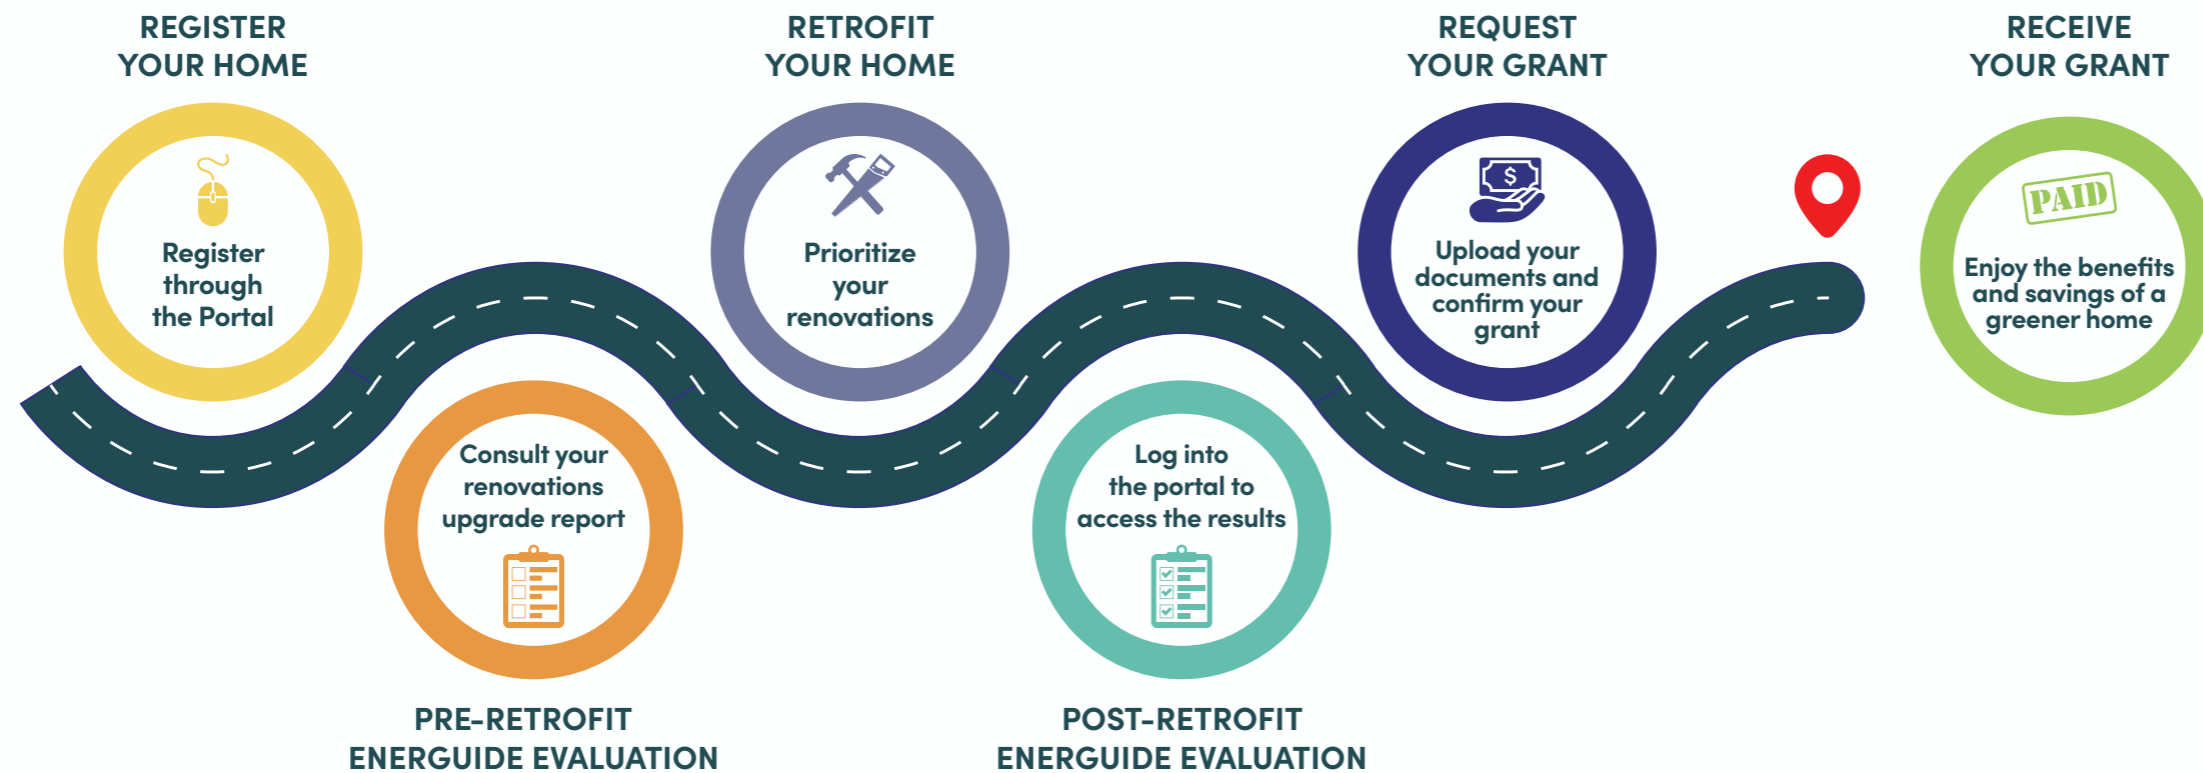 REGISTER
YOUR HOME
Register
through
the Portal
Consult your
renovations
upgrade report
PRE-RETROFIT
ENERGUIDE EVALUATION
RETROFIT
YOUR HOME
Prioritize
your
renovations
Log into
the portal to
access the results
POST-RETROFIT
ENERGUIDE EVALUATION
REQUEST
YOUR GRANT
$
Upload your
documents and
confirm your
grant
RECEIVE
YOUR GRANT
PAID
Enjoy the benefits
and savings of a
greener home